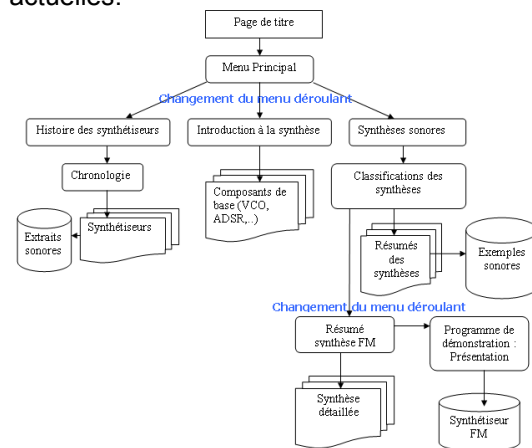 actuelles.
Page de titre
Menu Principal
Changement du menu déroulant
Histoire des synthétiseurs
Introduction à la synthèse
Synthèses sonores
Chronologie
Classifications des
synthèses
Composants de
base (VCO,
ADSR,..)
Extraits
sonores
Synthétiseurs
Résumés
des
synthèses
Exemples
sonores
Changement du menu déroulant
Résumé
synthèse FM
Programme de
démonstration :
Présentation
Synthèse
détaillée
Synthétiseur
FM